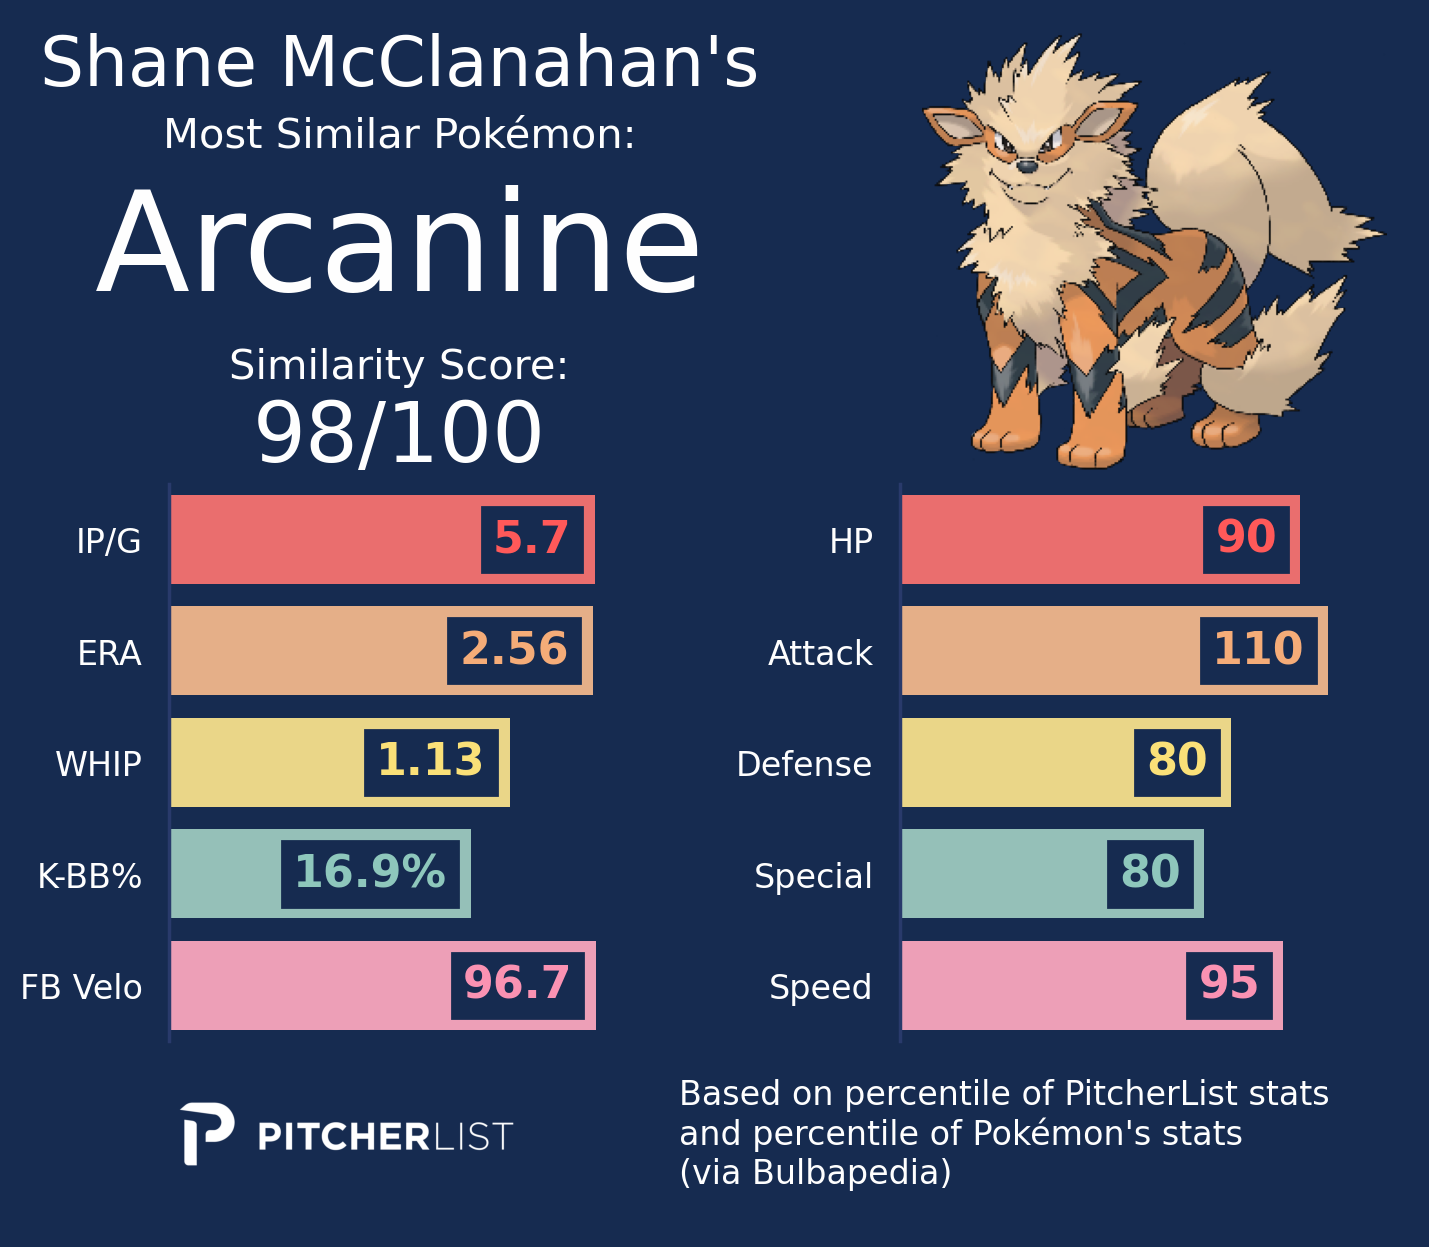 Shane McClanahan's
Most Similar Pokémon:
Arcanine
Similarity Score:
98/100
IP/G 5.7
ERA 2.56
WHIP 1.13
K-BB% 16.9%
FB Velo 96.7
HP 90
Attack 110
Defense 80
Special 80
Speed 95
PITCHERLIST
Based on percentile of PitcherList stats
and percentile of Pokémon's stats
(via Bulbapedia)